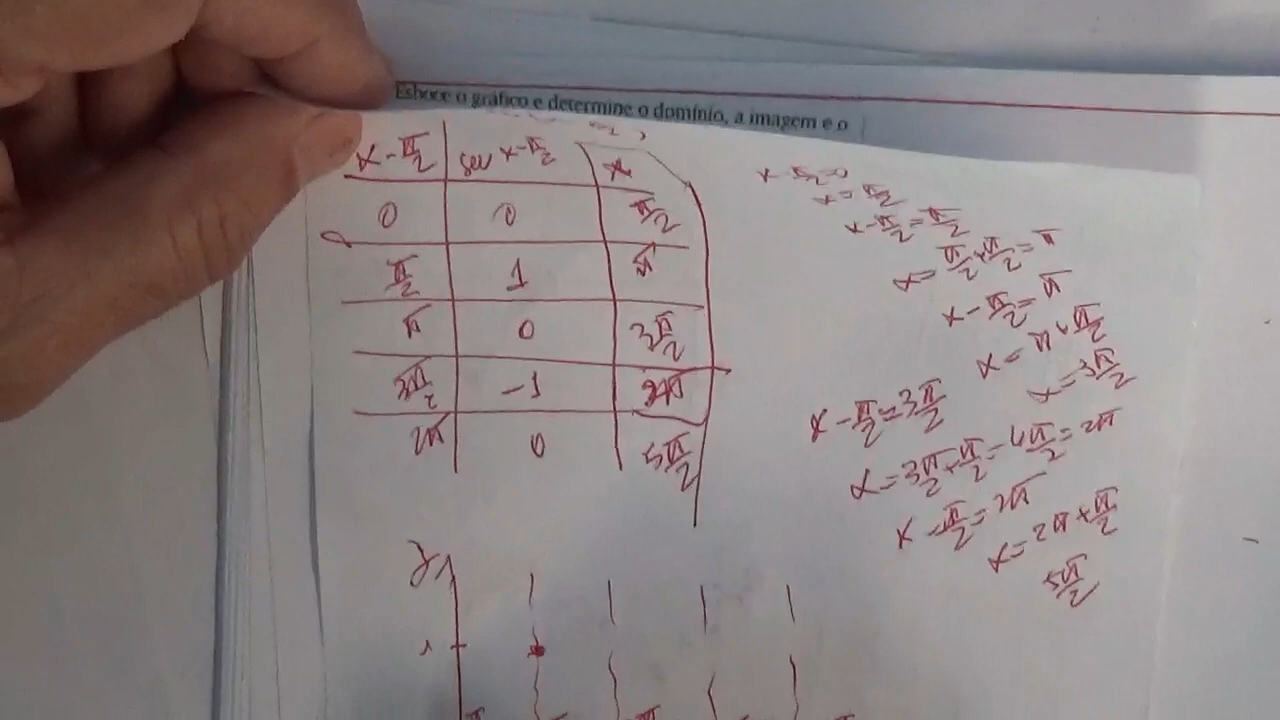 Esboce o gráfico e determine o domínio, a imagem e o
x - π/2 sen x - π/2 x
0 0 π/2
π/2 1 π
π 0 3π/2
3π/2 -1 2π
2π 0 5π/2
x - π/2 = 0
x = π/2
x - π/2 = π/2
x = π/2 + π/2 = π
x - π/2 = π
x = π + π/2
x = 3π/2
x - π/2 = 3π/2
x = 3π/2 + π/2 = 4π/2 = 2π
x - π/2 = 2π
x = 2π + π/2
5π/2
y
1